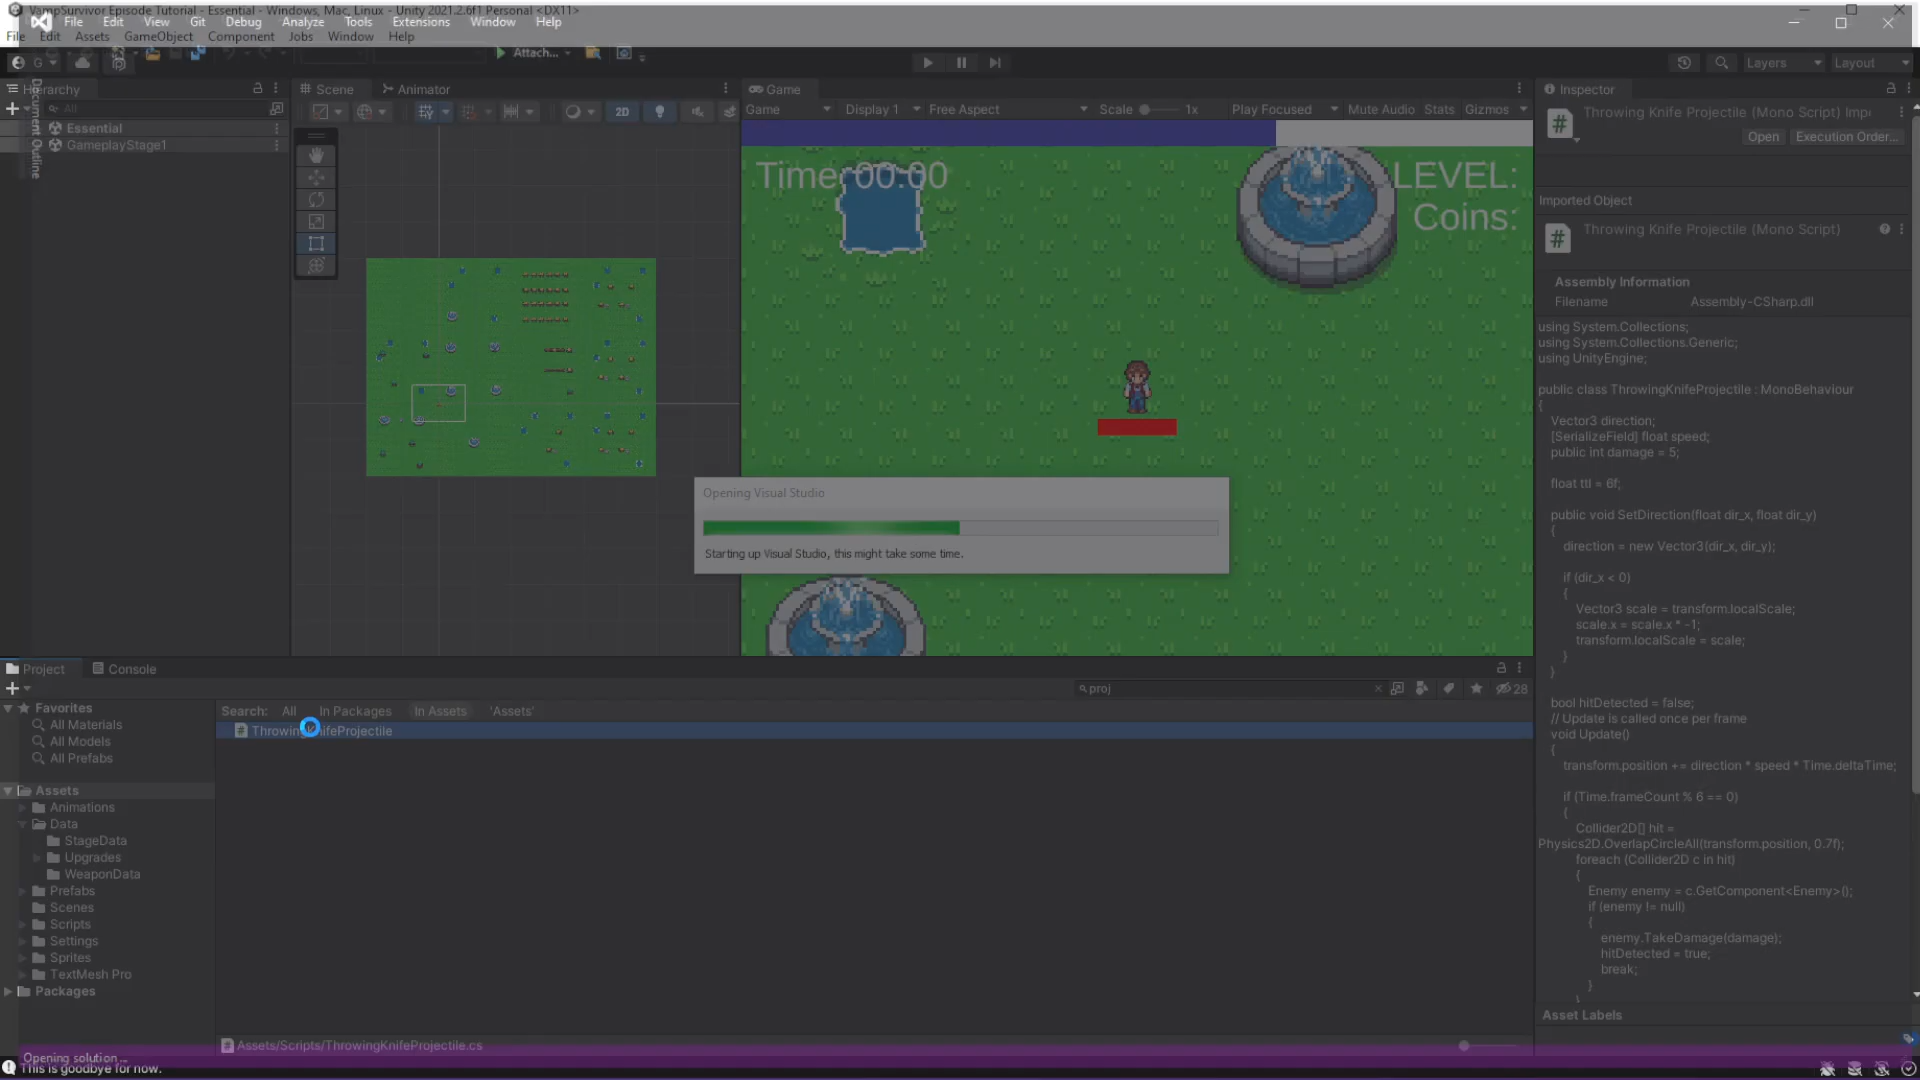 VampSurvivor Episode Tutorial - Essential - Windows, Mac, Linux - Unity 2021.2.6f1 Personal <DX11>
File Edit View Git Debug Analyze Tools Extensions Window Help
File Edit Assets GameObject Component Jobs Window Help
G
Attach...
Layers
Layout
Document Outline
Hierarchy
All
Essential
GameplayStage1
Scene
Animator
2D
Game
Game
Display 1
Free Aspect
Scale
1x
Play Focused
Mute Audio
Stats
Gizmos
Time: 00:00
LEVEL:
Coins:
Opening Visual Studio
Starting up Visual Studio, this might take some time.
Inspector
Throwing Knife Projectile (Mono Script) Imp
Open
Execution Order...
Imported Object
Throwing Knife Projectile (Mono Script)
Assembly Information
Filename
Assembly-CSharp.dll
using System.Collections;
using System.Collections.Generic;
using UnityEngine;
public class ThrowingKnifeProjectile : MonoBehaviour
{
Vector3 direction;
[SerializeField] float speed;
public int damage = 5;
float ttl = 6f;
public void SetDirection(float dir_x, float dir_y)
{
direction = new Vector3(dir_x, dir_y);
if (dir_x < 0)
{
Vector3 scale = transform.localScale;
scale.x = scale.x * -1;
transform.localScale = scale;
}
}
bool hitDetected = false;
// Update is called once per frame
void Update()
{
transform.position += direction * speed * Time.deltaTime;
if (Time.frameCount % 6 == 0)
{
Collider2D[] hit =
Physics2D.OverlapCircleAll(transform.position, 0.7f);
foreach (Collider2D c in hit)
{
Enemy enemy = c.GetComponent<Enemy>();
if (enemy != null)
{
enemy.TakeDamage(damage);
hitDetected = true;
break;
}
}
Asset Labels
Project
Console
proj
28
Favorites
All Materials
All Models
All Prefabs
Assets
Animations
Data
StageData
Upgrades
WeaponData
Prefabs
Scenes
Scripts
Settings
Sprites
TextMesh Pro
Packages
Search: All In Packages In Assets 'Assets'
ThrowingKnifeProjectile
Assets/Scripts/ThrowingKnifeProjectile.cs
Opening solution...
This is goodbye for now.